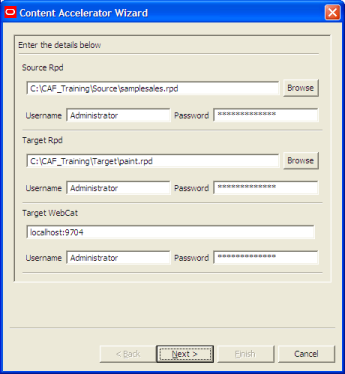 Content Accelerator Wizard
Enter the details below
Source Rpd
C:\CAF_Training\Source\samplesales.rpd Browse
Username Administrator Password *************
Target Rpd
C:\CAF_Training\Target\paint.rpd Browse
Username Administrator Password *************
Target WebCat
localhost:9704
Username Administrator Password *************
< Back Next > Finish Cancel